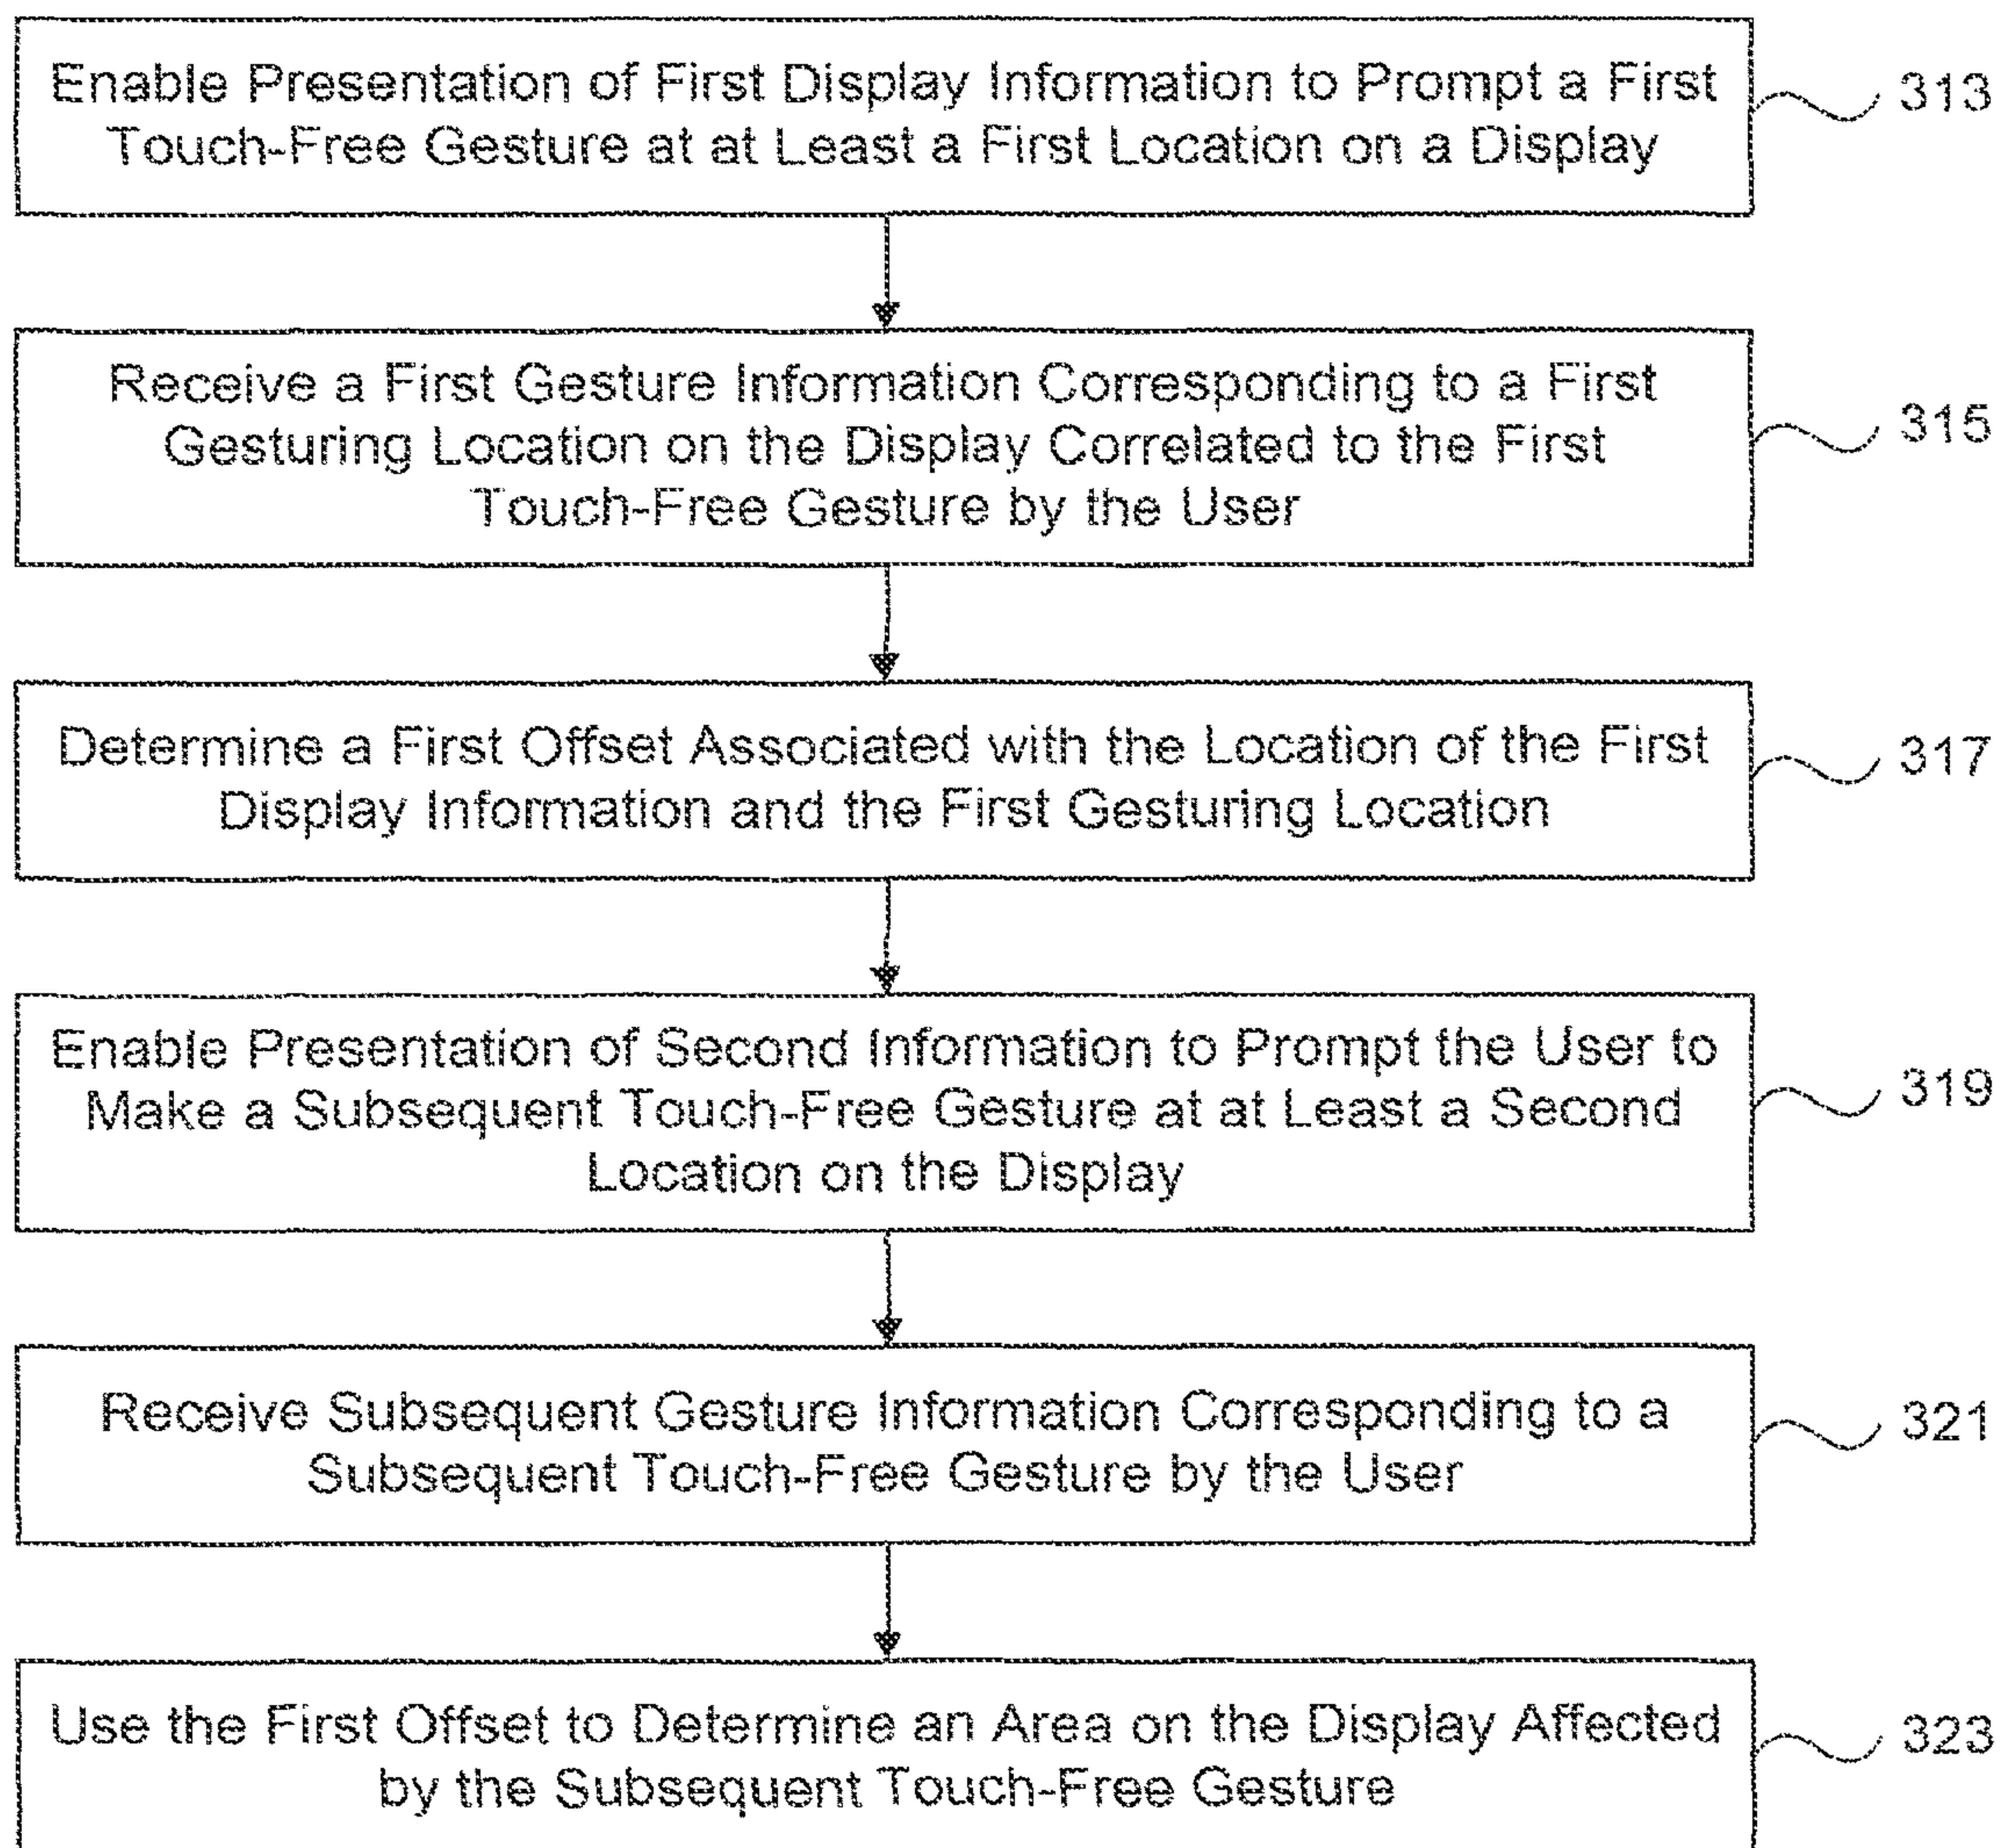 Enable Presentation of First Display Information to Prompt a First
Touch-Free Gesture at at Least a First Location on a Display
313
Receive a First Gesture Information Corresponding to a First
Gesturing Location on the Display Correlated to the First
Touch-Free Gesture by the User
315
Determine a First Offset Associated with the Location of the First
Display Information and the First Gesturing Location
317
Enable Presentation of Second Information to Prompt the User to
Make a Subsequent Touch-Free Gesture at at Least a Second
Location on the Display
319
Receive Subsequent Gesture Information Corresponding to a
Subsequent Touch-Free Gesture by the User
321
Use the First Offset to Determine an Area on the Display Affected
by the Subsequent Touch-Free Gesture
323